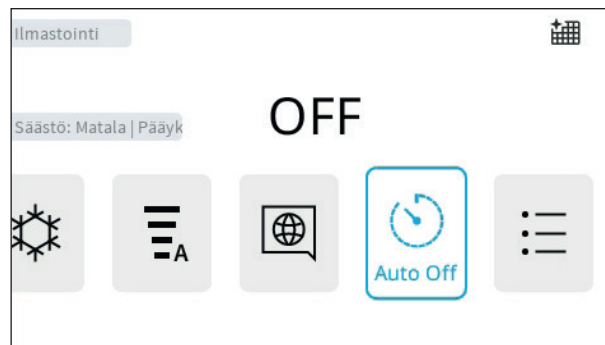 Ilmastointi
Säästö: Matala | Pääyk
OFF
A
Auto Off